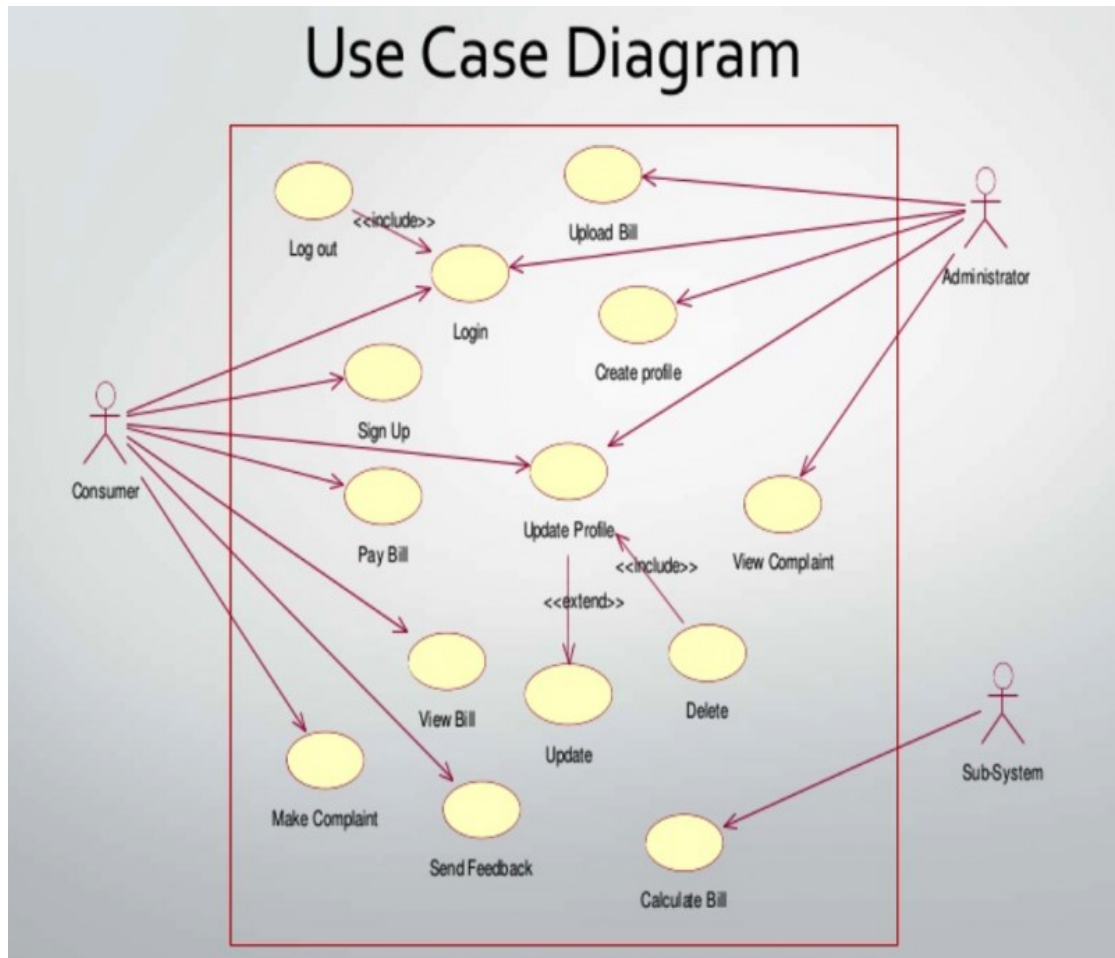 Use Case Diagram
Log out
<<include>>
Upload Bill
Login
Administrator
Create profile
Sign Up
Consumer
Pay Bill
Update Profile
View Complaint
<<include>>
<<extend>>
View Bill
Update
Delete
Sub-System
Make Complaint
Send Feedback
Calculate Bill